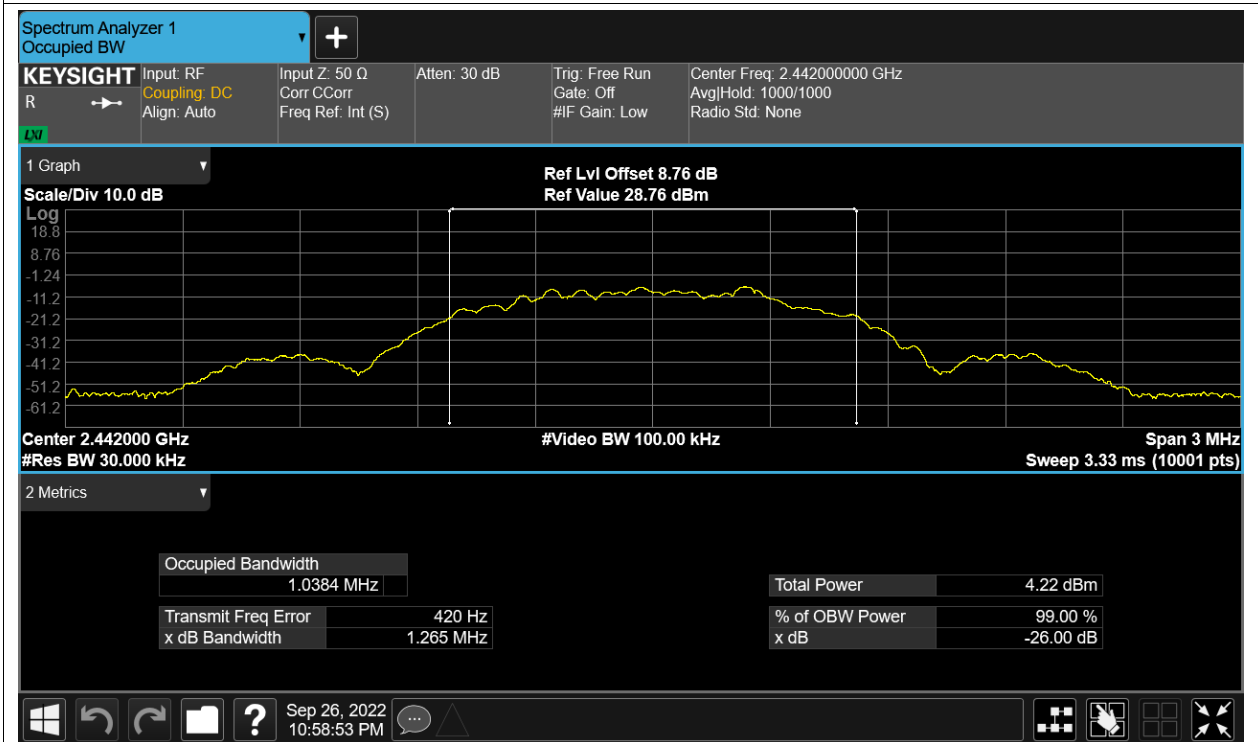 Spectrum Analyzer 1
Occupied BW
KEYSIGHT
R
LXI
Input: RF
Coupling: DC
Align: Auto
Input Z: 50 Ω
Corr CCorr
Freq Ref: Int (S)
Atten: 30 dB
Trig: Free Run
Gate: Off
#IF Gain: Low
Center Freq: 2.442000000 GHz
Avg|Hold: 1000/1000
Radio Std: None
1 Graph
Scale/Div 10.0 dB
Ref Lvl Offset 8.76 dB
Ref Value 28.76 dBm
Log
18.8
8.76
-1.24
-11.2
-21.2
-31.2
-41.2
-51.2
-61.2
Center 2.442000 GHz
#Res BW 30.000 kHz
#Video BW 100.00 kHz
Span 3 MHz
Sweep 3.33 ms (10001 pts)
2 Metrics
Occupied Bandwidth
1.0384 MHz
Total Power 4.22 dBm
Transmit Freq Error 420 Hz
% of OBW Power 99.00 %
x dB Bandwidth 1.265 MHz
x dB -26.00 dB
?
Sep 26, 2022
10:58:53 PM